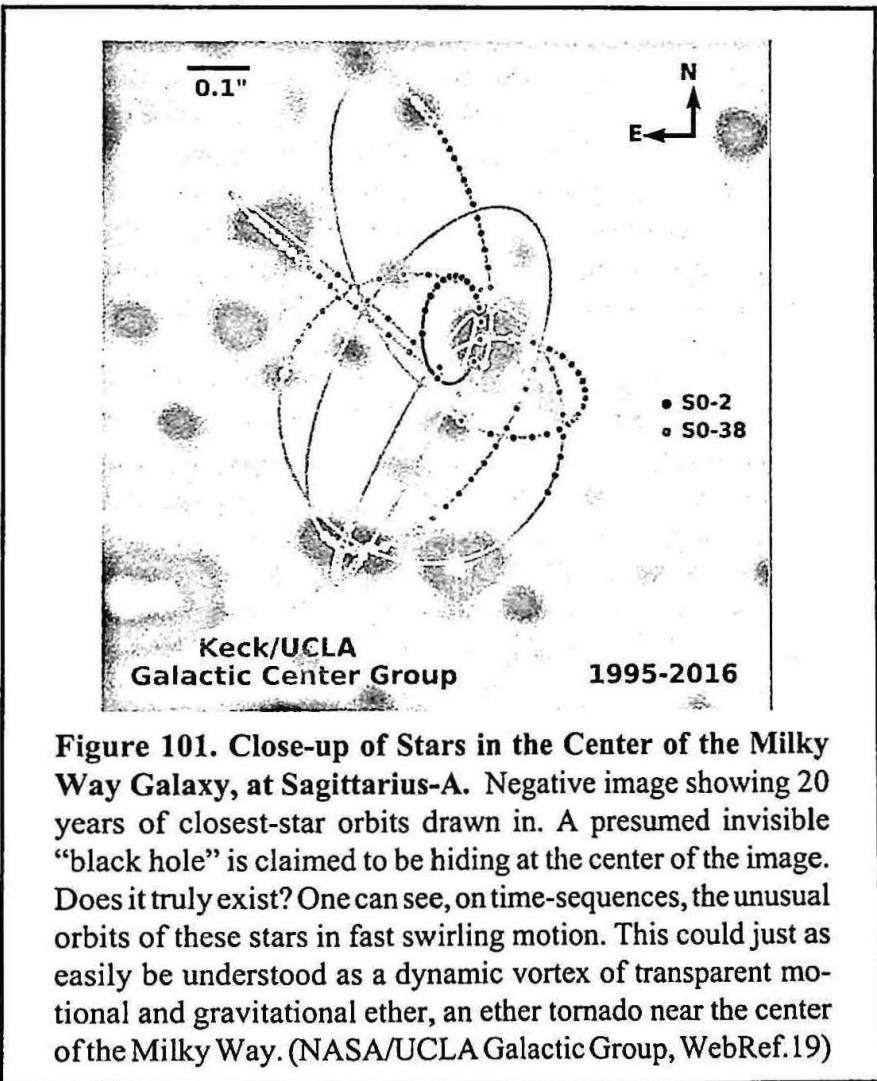 0.1"
N
E
S0-2
S0-38
Keck/UCLA
Galactic Center Group
1995-2016
Figure 101. Close-up of Stars in the Center of the Milky
Way Galaxy, at Sagittarius-A. Negative image showing 20
years of closest-star orbits drawn in. A presumed invisible
“black hole” is claimed to be hiding at the center of the image.
Does it truly exist? One can see, on time-sequences, the unusual
orbits of these stars in fast swirling motion. This could just as
easily be understood as a dynamic vortex of transparent mo-
tional and gravitational ether, an ether tornado near the center
of the Milky Way. (NASA/UCLA Galactic Group, WebRef.19)